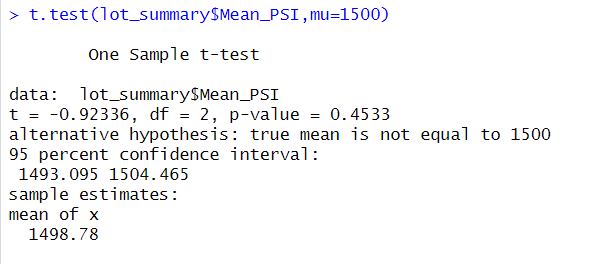 > t.test(lot_summary$Mean_PSI,mu=1500)
One Sample t-test
data:  lot_summary$Mean_PSI
t = -0.92336, df = 2, p-value = 0.4533
alternative hypothesis: true mean is not equal to 1500
95 percent confidence interval:
1493.095 1504.465
sample estimates:
mean of x
1498.78